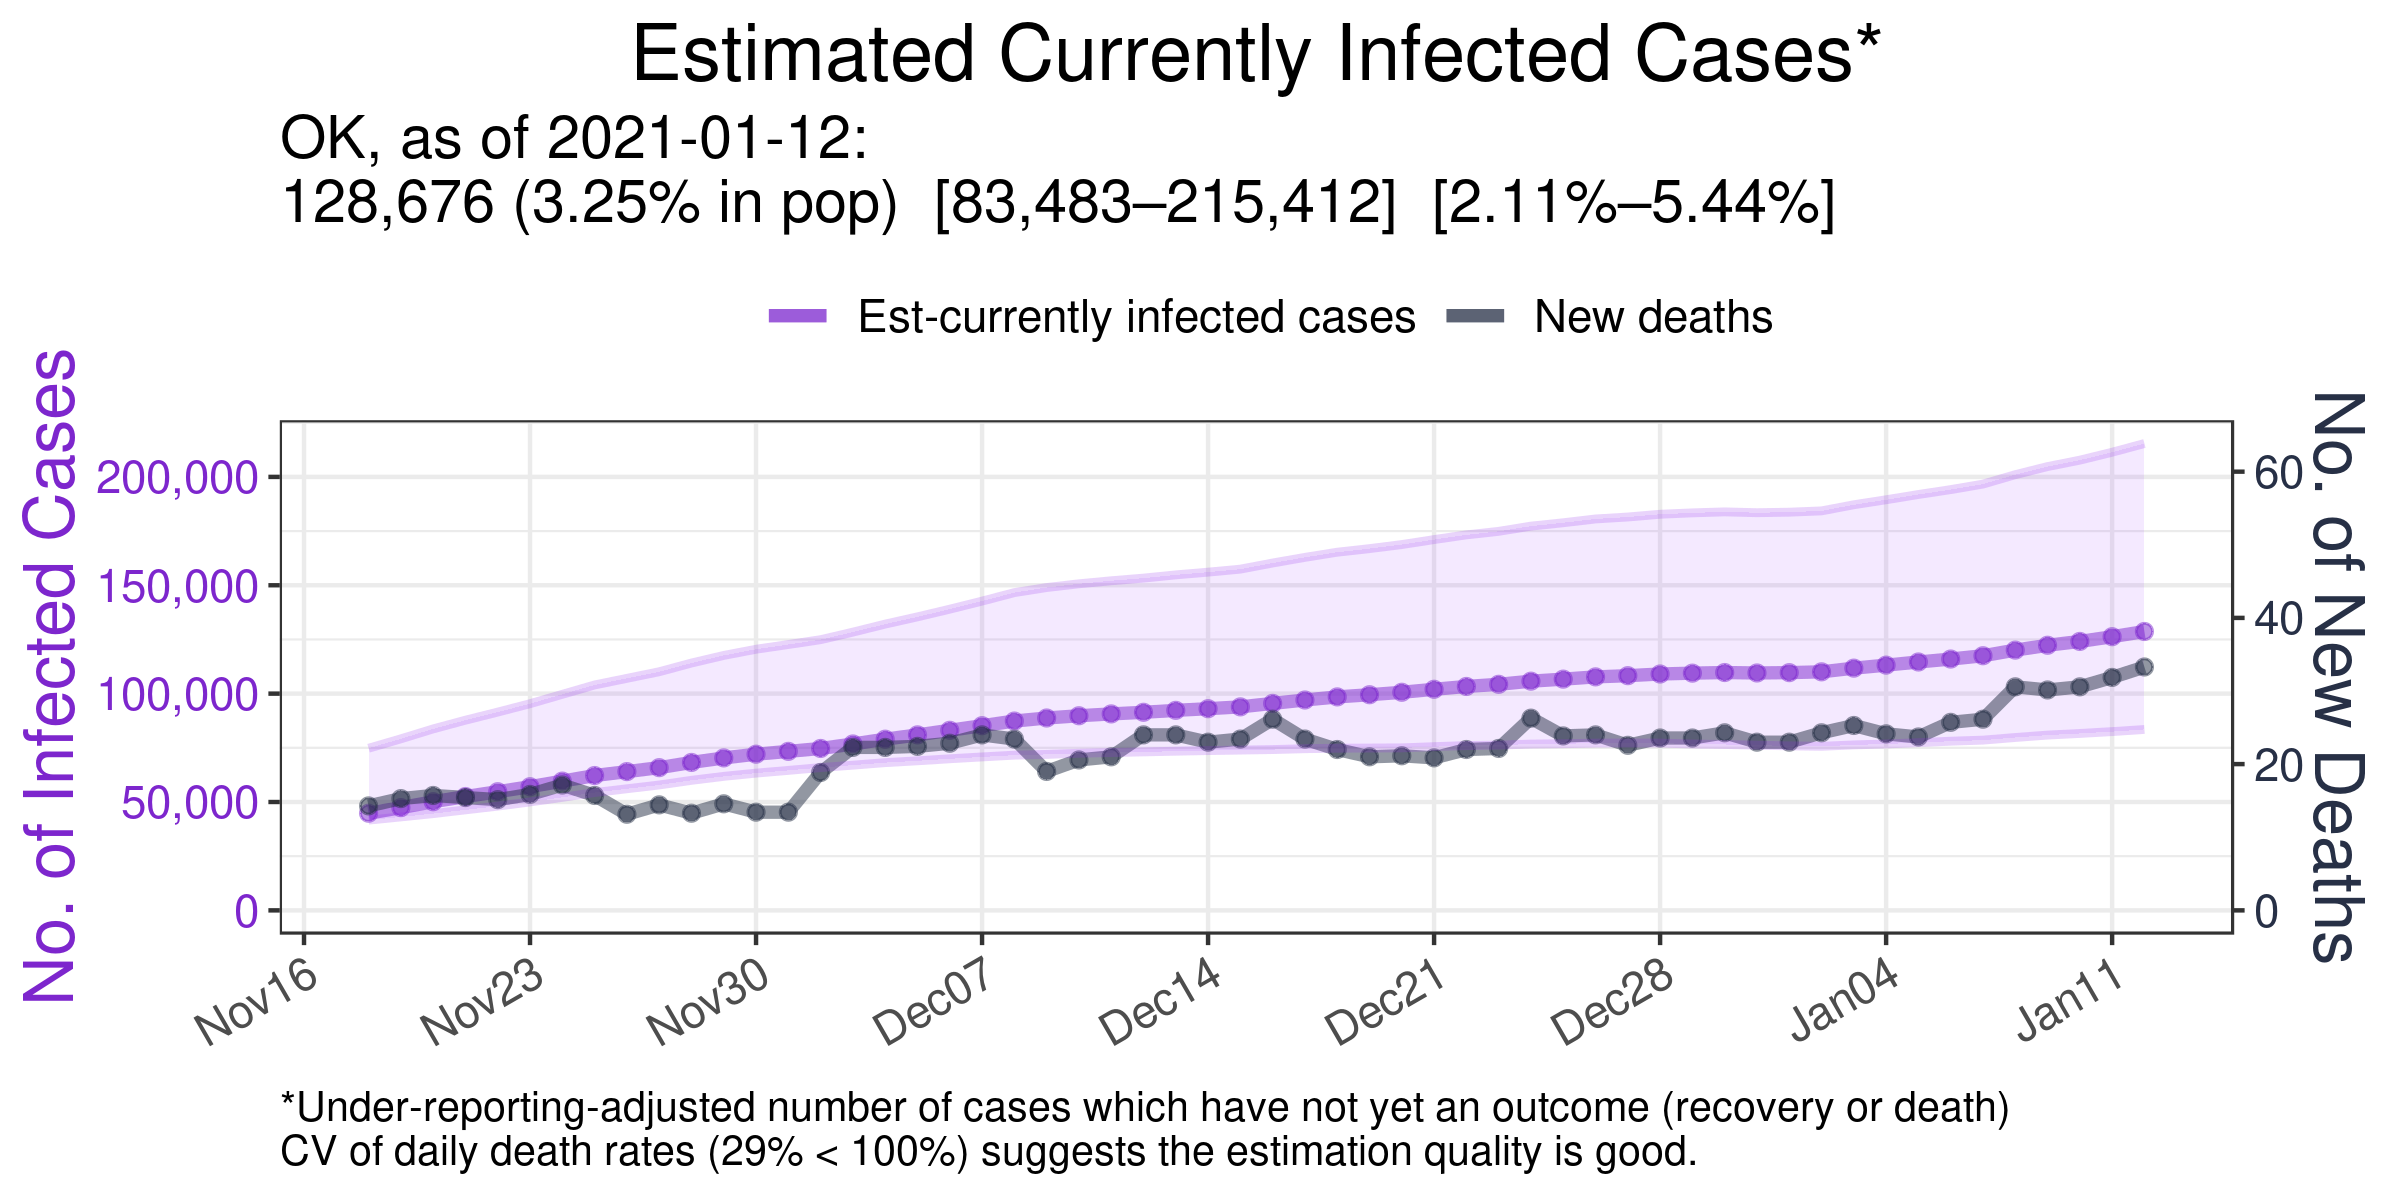 Estimated Currently Infected Cases*
OK, as of 2021-01-12:
128,676 (3.25% in pop) [83,483–215,412] [2.11%–5.44%]
Est-currently infected cases
New deaths
No. of Infected Cases
200,000
150,000
100,000
50,000
0
60
40
20
0
No. of New Deaths
Nov16
Nov23
Nov30
Dec07
Dec14
Dec21
Dec28
Jan04
Jan11
*Under-reporting-adjusted number of cases which have not yet an outcome (recovery or death)
CV of daily death rates (29% < 100%) suggests the estimation quality is good.